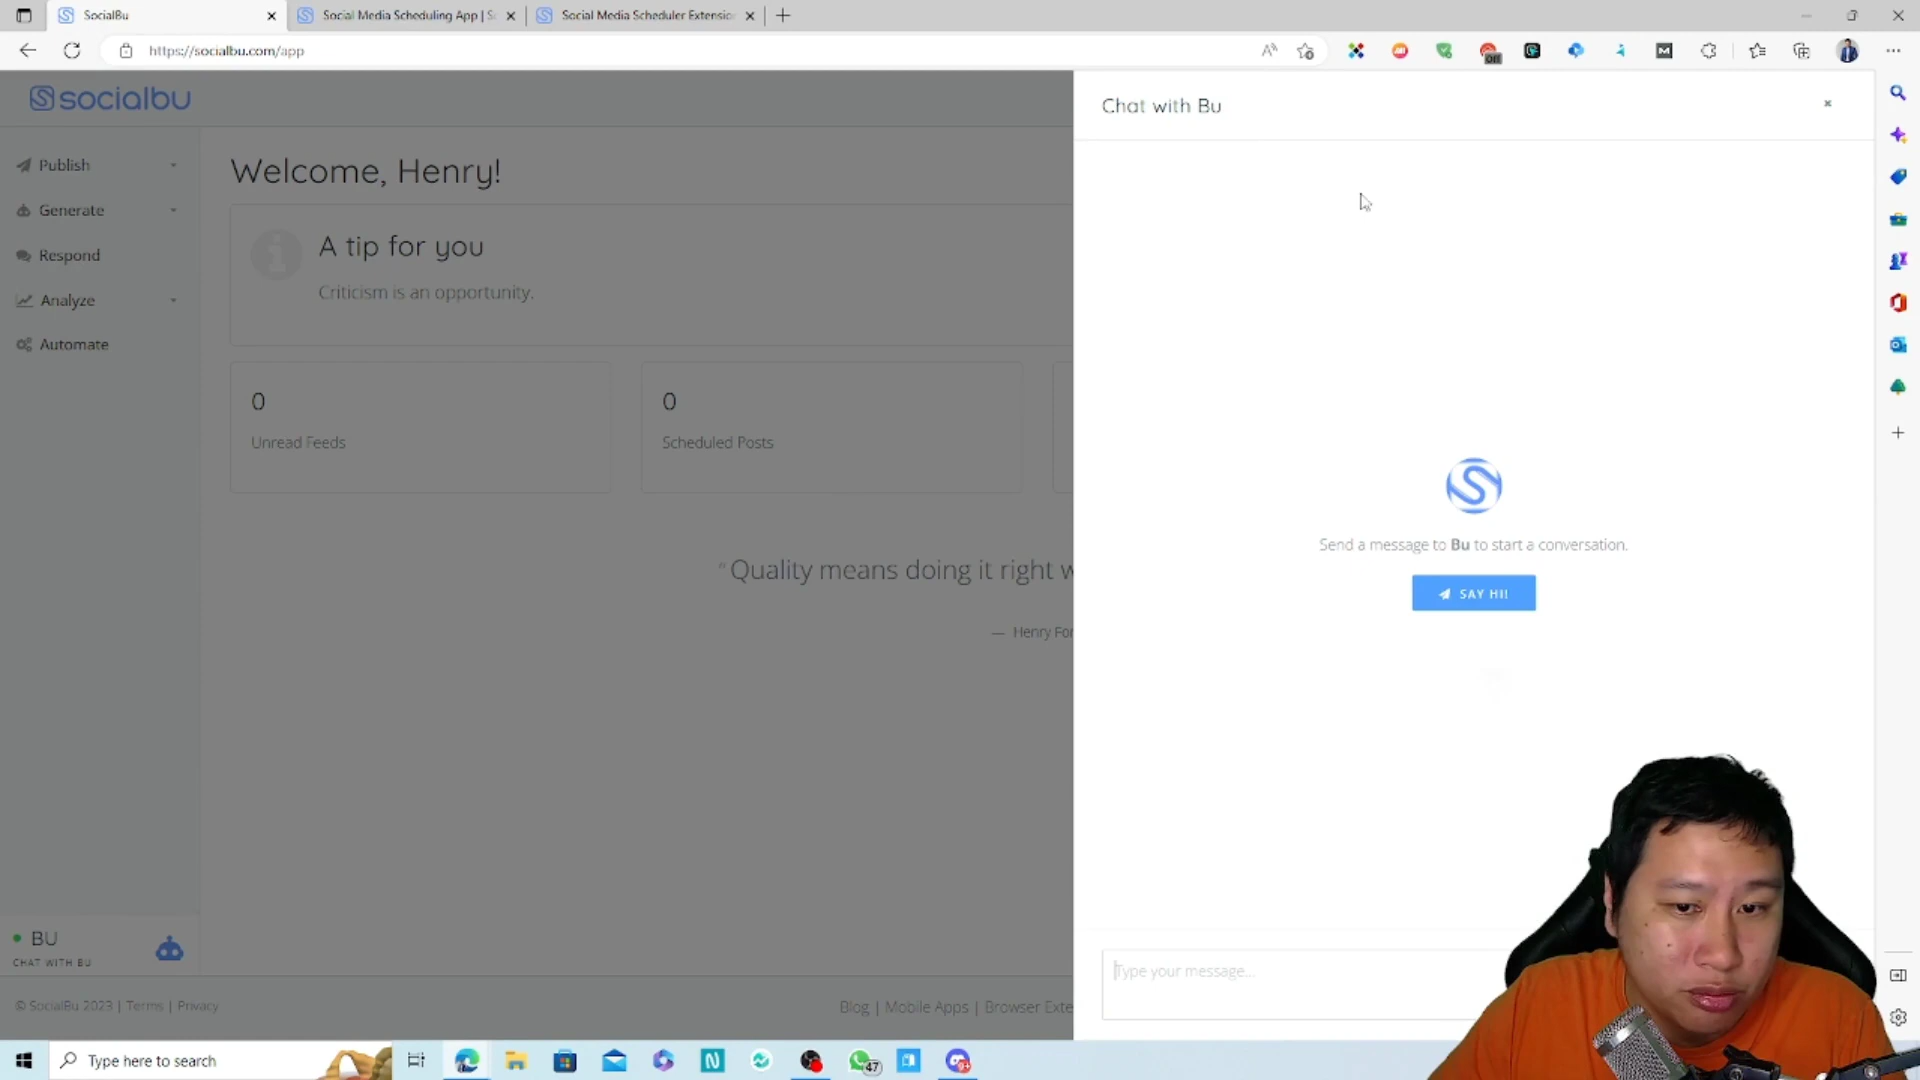 SocialBu
Social Media Scheduling App | S
Social Media Scheduler Extensio
https://socialbu.com/app
socialbu
Publish
Generate
Respond
Analyze
Automate
Welcome, Henry!
A tip for you
Criticism is an opportunity.
0
Unread Feeds
0
Scheduled Posts
“ Quality means doing it right w
— Henry For
Chat with Bu
Send a message to Bu to start a conversation.
SAY HI!
Type your message...
BU
CHAT WITH BU
© SocialBu 2023 | Terms | Privacy
Blog | Mobile Apps | Browser Exte
Type here to search
47